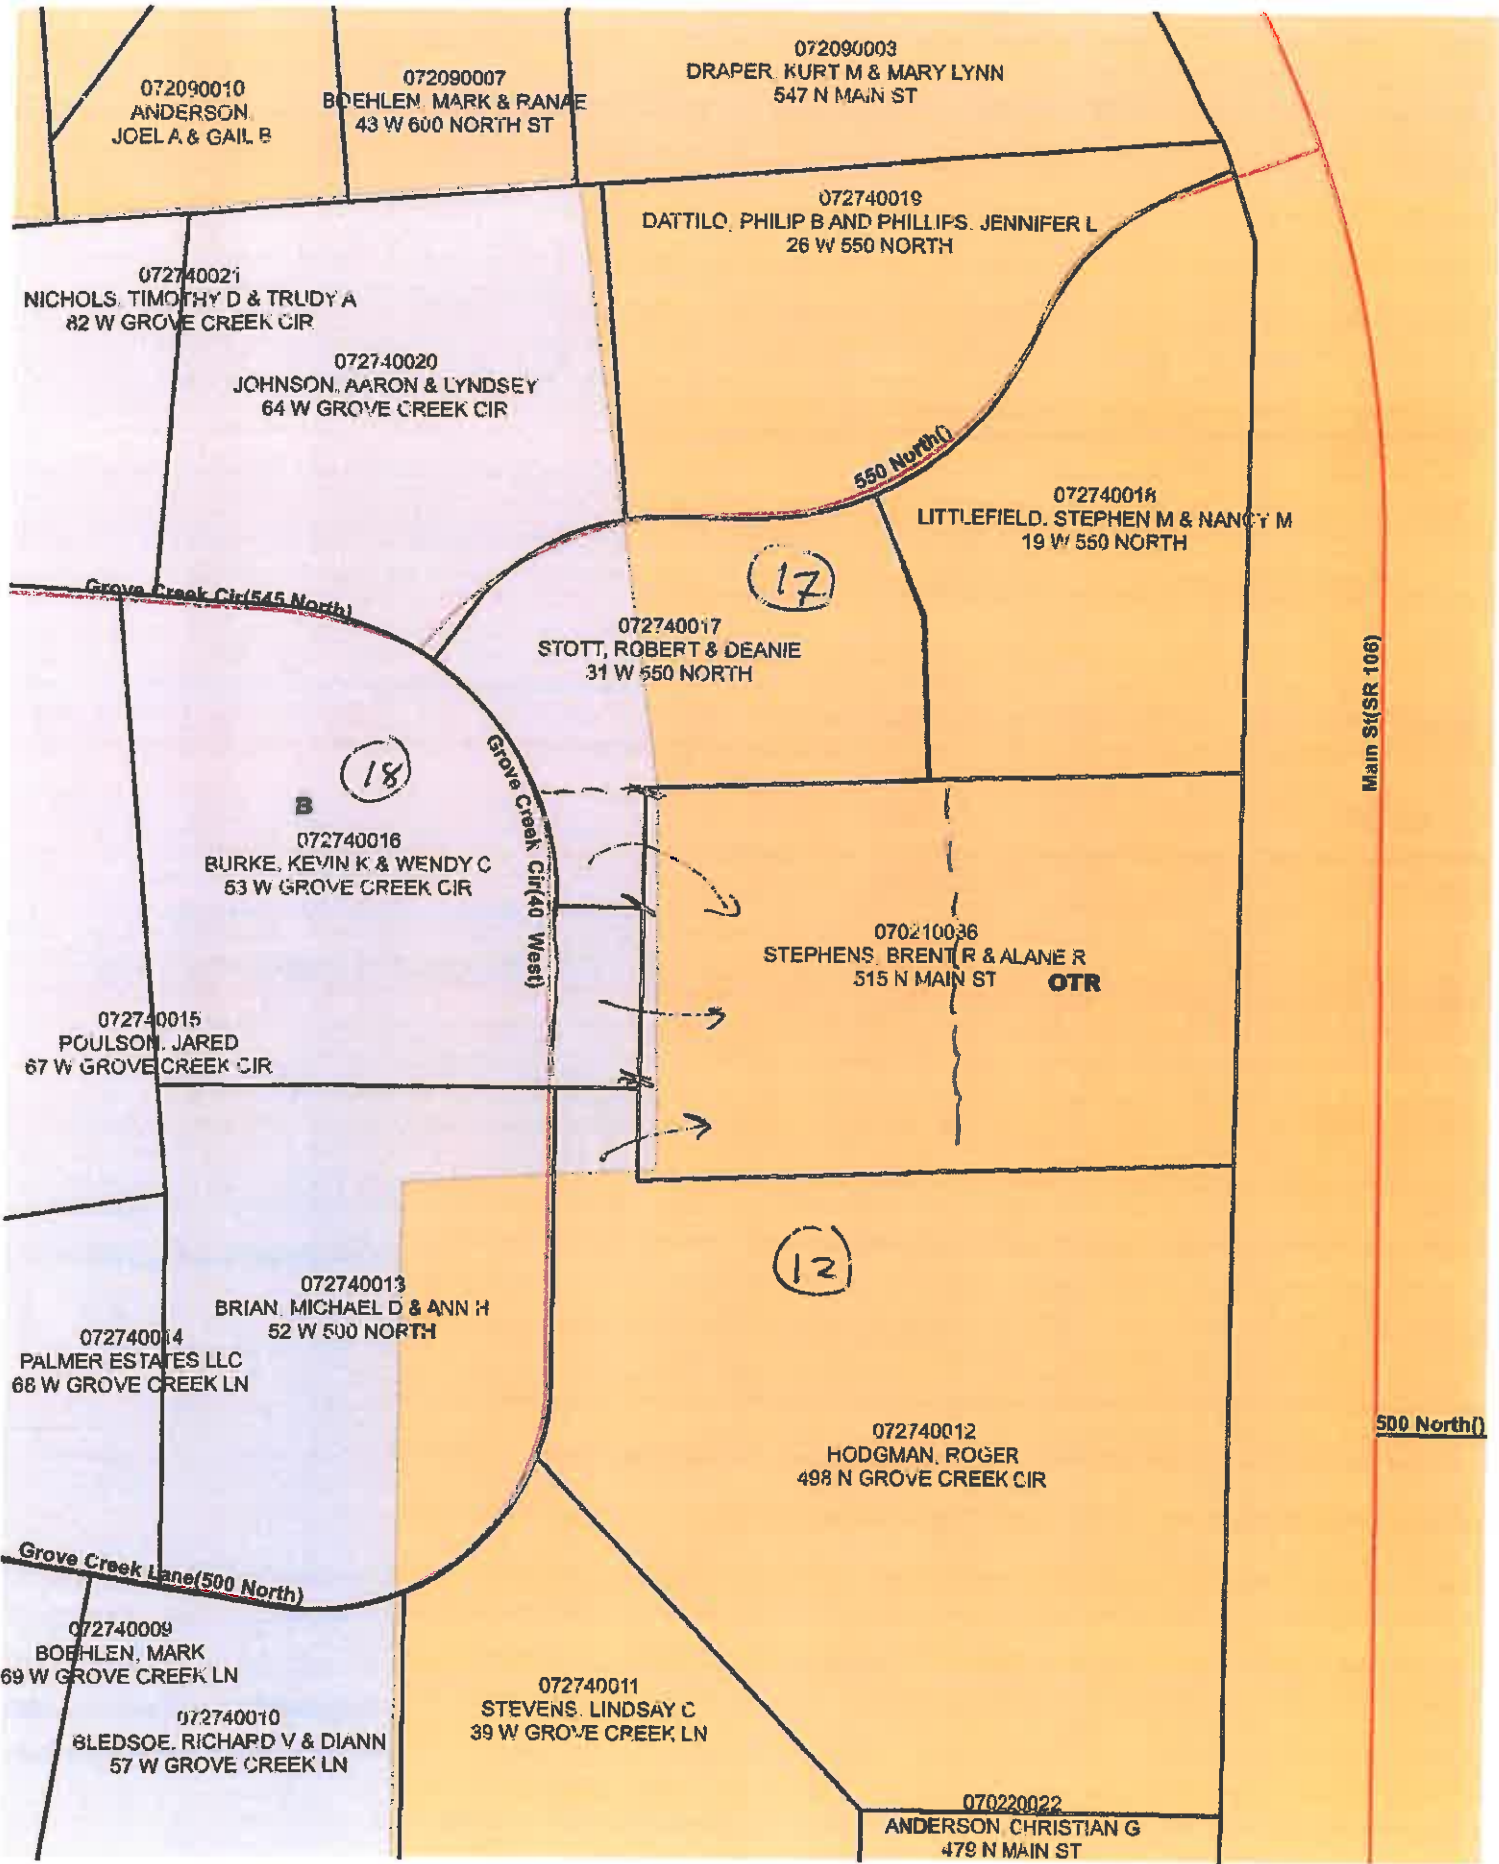 072090010
ANDERSON,
JOEL A & GAIL B
072090007
BOEHLEN, MARK & RANAE
43 W 600 NORTH ST
072090003
DRAPER, KURT M & MARY LYNN
547 N MAIN ST
072740019
DATTILO, PHILIP B AND PHILLIPS, JENNIFER L
26 W 550 NORTH
072740021
NICHOLS, TIMOTHY D & TRUDY A
82 W GROVE CREEK CIR
072740020
JOHNSON, AARON & LYNDSEY
64 W GROVE CREEK CIR
550 North()
072740018
LITTLEFIELD, STEPHEN M & NANCY M
19 W 550 NORTH
17
Grove Creek Cir(545 North)
072740017
STOTT, ROBERT & DEANIE
31 W 550 NORTH
Main St(SR 106)
18
B
072740016
BURKE, KEVIN K & WENDY C
53 W GROVE CREEK CIR
Grove Creek Cir(40 West)
070210036
STEPHENS, BRENT R & ALANE R
515 N MAIN ST
OTR
072740015
POULSON, JARED
67 W GROVE CREEK CIR
12
072740013
BRIAN, MICHAEL D & ANN H
52 W 500 NORTH
072740014
PALMER ESTATES LLC
68 W GROVE CREEK LN
072740012
HODGMAN, ROGER
498 N GROVE CREEK CIR
500 North()
Grove Creek Lane(500 North)
072740009
BOEHLEN, MARK
69 W GROVE CREEK LN
072740011
STEVENS, LINDSAY C
39 W GROVE CREEK LN
072740010
BLEDSOE, RICHARD V & DIANN
57 W GROVE CREEK LN
070220022
ANDERSON, CHRISTIAN G
479 N MAIN ST